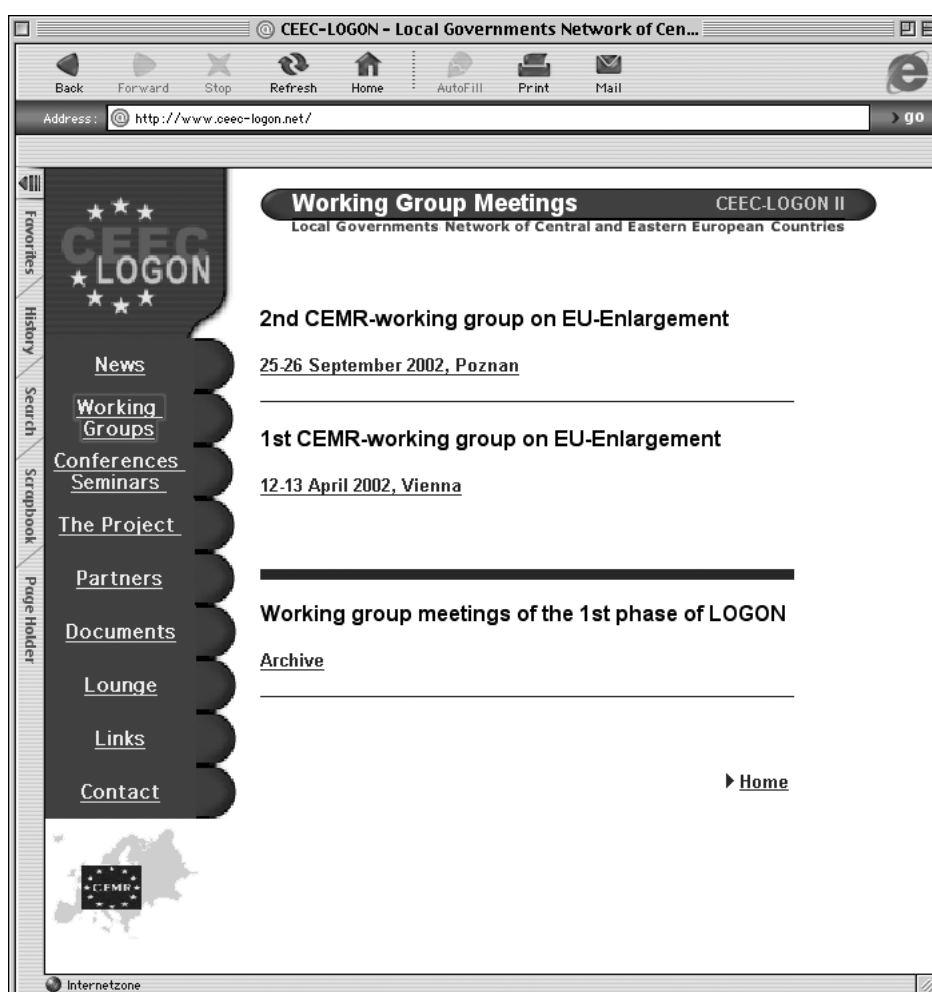 CEEC-LOGON - Local Governments Network of Cen...
Back Forward Stop Refresh Home AutoFill Print Mail
Address: http://www.ceec-logon.net/ go
Favorites
History
Search
Scrapbook
Page Holder
CEEC
LOGON
News
Working
Groups
Conferences
Seminars
The Project
Partners
Documents
Lounge
Links
Contact
CEMR
Working Group Meetings CEEC-LOGON II
Local Governments Network of Central and Eastern European Countries
2nd CEMR-working group on EU-Enlargement
25-26 September 2002, Poznan
1st CEMR-working group on EU-Enlargement
12-13 April 2002, Vienna
Working group meetings of the 1st phase of LOGON
Archive
Home
Internetzone